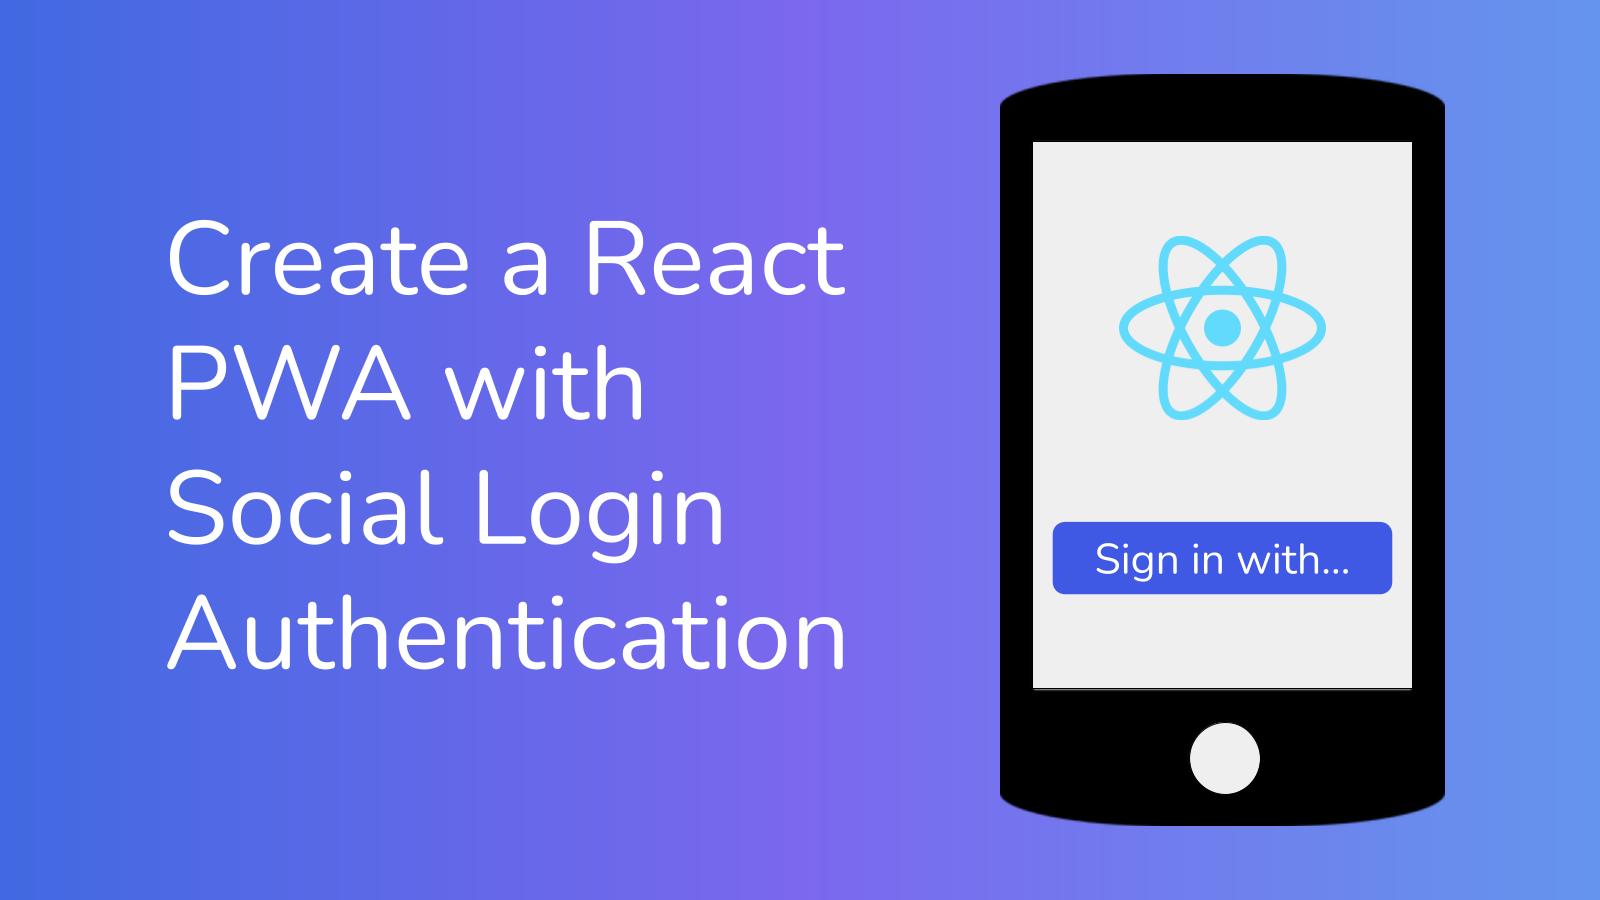 Create a React
PWA with
Social Login
Authentication
Sign in with...